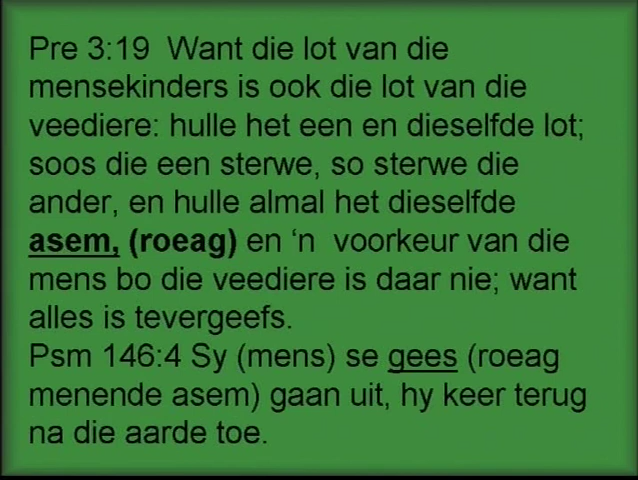 Pre 3:19  Want die lot van die
mensekinders is ook die lot van die
veediere: hulle het een en dieselfde lot;
soos die een sterwe, so sterwe die
ander, en hulle almal het dieselfde
asem, (roeag) en ‘n  voorkeur van die
mens bo die veediere is daar nie; want
alles is tevergeefs.
Psm 146:4 Sy (mens) se gees (roeag
menende asem) gaan uit, hy keer terug
na die aarde toe.